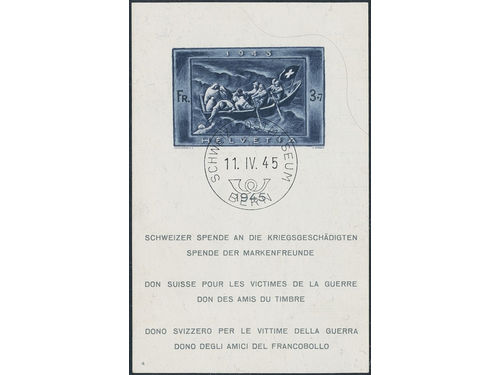 1945
FR. 3+7
HELVETIA
11. IV. 45
BERN
1945
SCHWEIZER SPENDE AN DIE KRIEGSGESCHÄDIGTEN
SPENDE DER MARKENFREUNDE
DON SUISSE POUR LES VICTIMES DE LA GUERRE
DON DES AMIS DU TIMBRE
DONO SVIZZERO PER LE VITTIME DELLA GUERRA
DONO DEGLI AMICI DEL FRANCOBOLLO